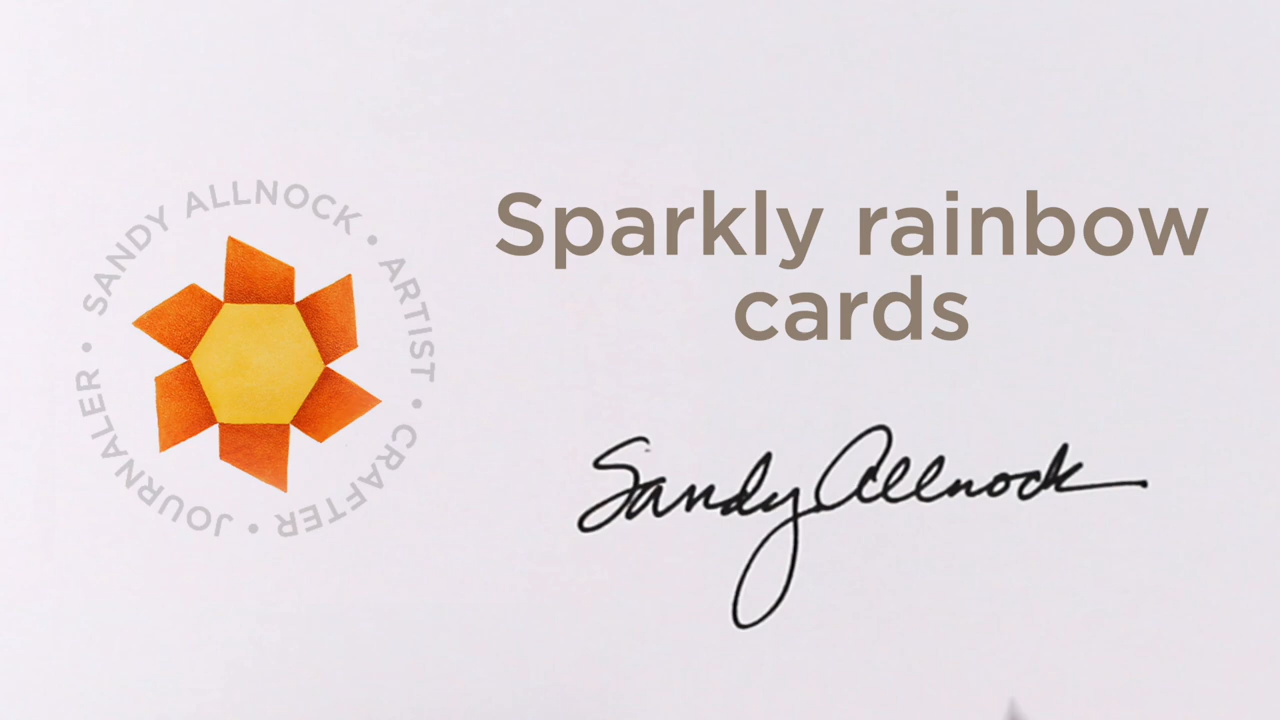 SANDY ALLNOCK • ARTIST • CRAFTER • JOURNALER •
Sparkly rainbow
cards
Sandy Allnock